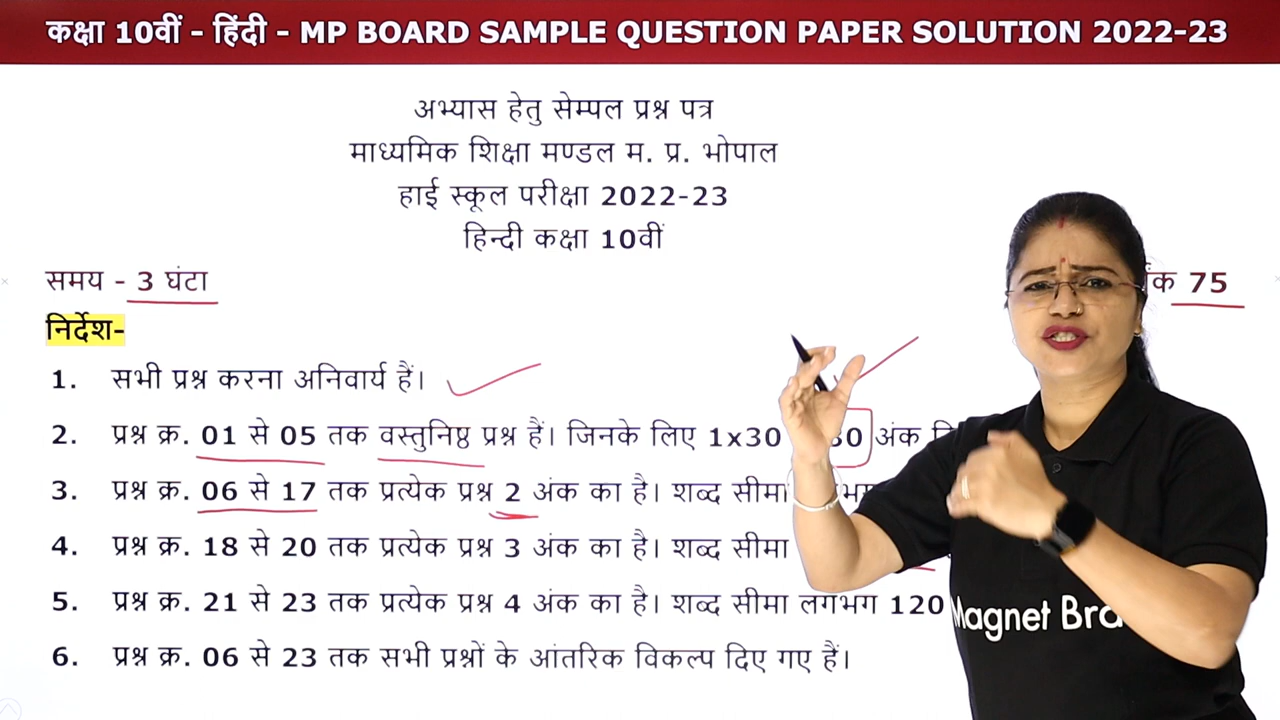 कक्षा 10वीं - हिंदी - MP BOARD SAMPLE QUESTION PAPER SOLUTION 2022-23
अभ्यास हेतु सेम्पल प्रश्न पत्र
माध्यमिक शिक्षा मण्डल म. प्र. भोपाल
हाई स्कूल परीक्षा 2022-23
हिन्दी कक्षा 10वीं
समय - 3 घंटा 75
निर्देश-
1. सभी प्रश्न करना अनिवार्य हैं।
2. प्रश्न क्र. 01 से 05 तक वस्तुनिष्ठ प्रश्न हैं। जिनके लिए 1x30 अंक
3. प्रश्न क्र. 06 से 17 तक प्रत्येक प्रश्न 2 अंक का है। शब्द सीमा
4. प्रश्न क्र. 18 से 20 तक प्रत्येक प्रश्न 3 अंक का है। शब्द सीमा
5. प्रश्न क्र. 21 से 23 तक प्रत्येक प्रश्न 4 अंक का है। शब्द सीमा लगभग 120
6. प्रश्न क्र. 06 से 23 तक सभी प्रश्नों के आंतरिक विकल्प दिए गए हैं।
Magnet Bra